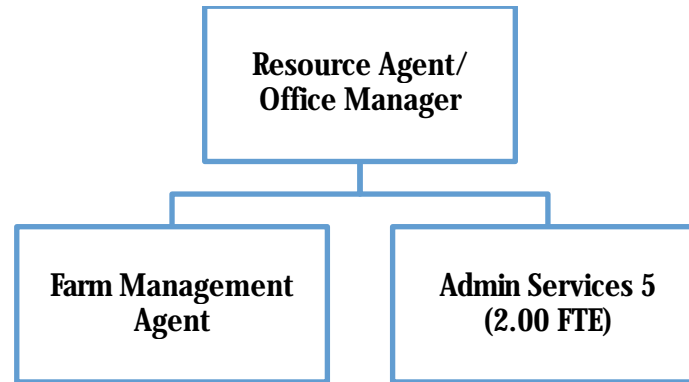 Resource Agent/
Office Manager
Farm Management
Agent
Admin Services 5
(2.00 FTE)